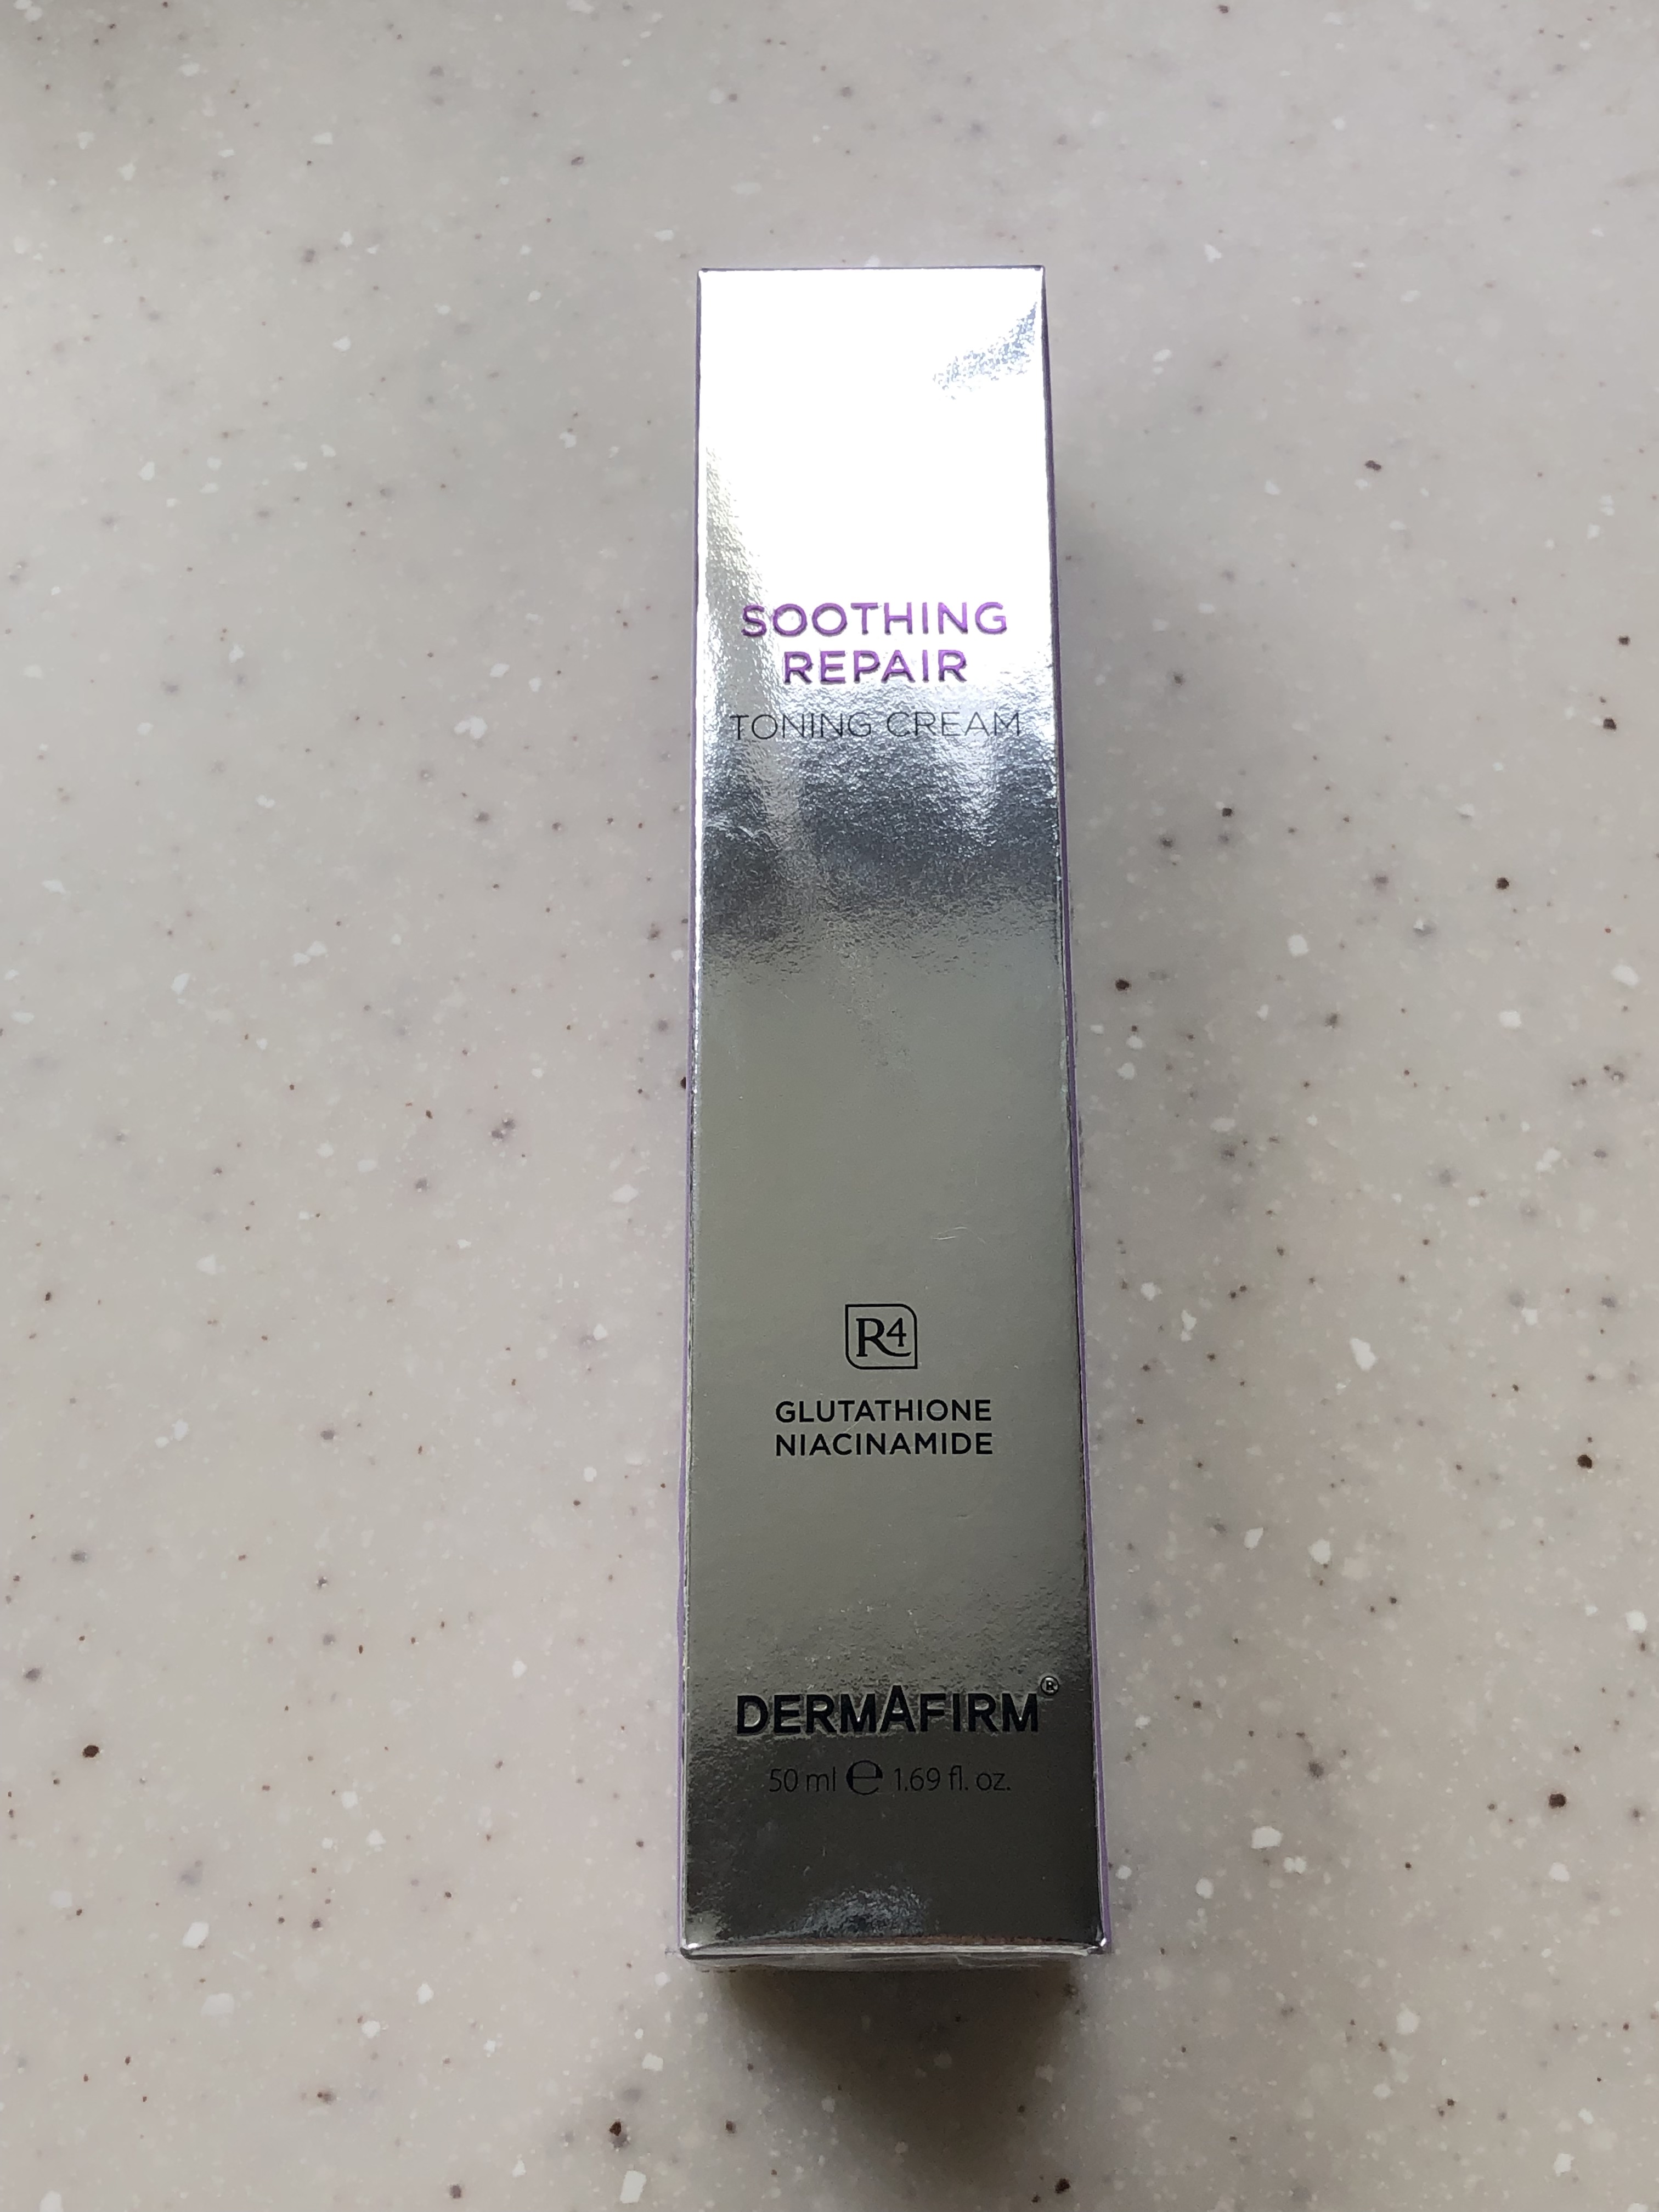 SOOTHING
REPAIR
TONING CREAM
R4
GLUTATHIONE
NIACINAMIDE
DERMAFIRM®
50 ml ℮ 1.69 fl. oz.